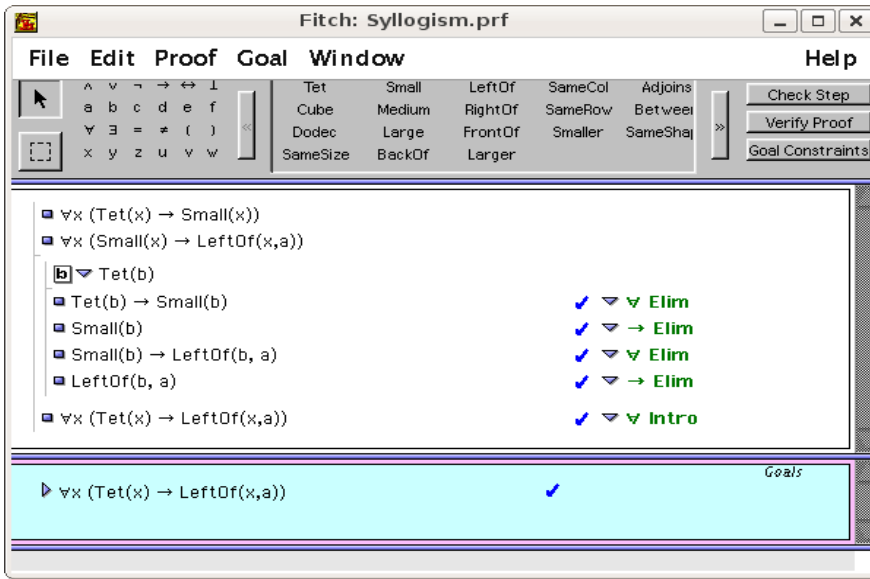 Fitch: Syllogism.prf
File Edit Proof Goal Window Help
∧ ∨ ¬ → ↔ ⊥ Tet Small LeftOf SameCol Adjoins Check Step
a b c d e f Cube Medium RightOf SameRow Betwee
∀ ∃ = ≠ ( ) « Dodec Large FrontOf Smaller SameSha » Verify Proof
x y z u v w SameSize BackOf Larger Goal Constraints
∀x (Tet(x) → Small(x))
∀x (Small(x) → LeftOf(x,a))
b Tet(b)
Tet(b) → Small(b) ✓ ∀ Elim
Small(b) ✓ → Elim
Small(b) → LeftOf(b, a) ✓ ∀ Elim
LeftOf(b, a) ✓ → Elim
∀x (Tet(x) → LeftOf(x,a)) ✓ ∀ Intro
Goals
∀x (Tet(x) → LeftOf(x,a)) ✓